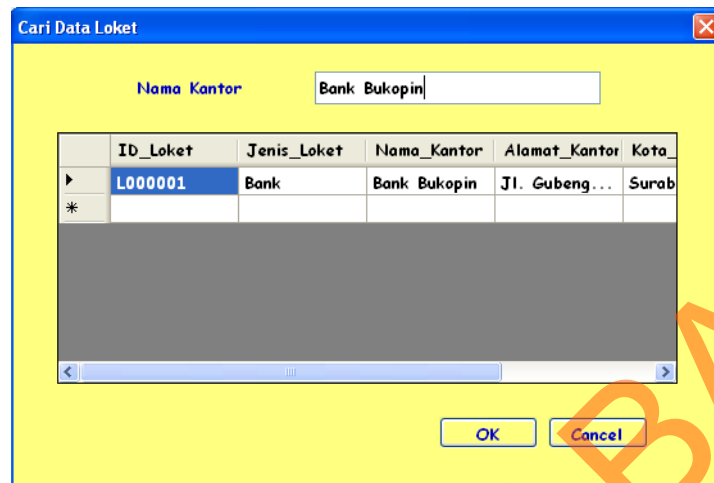 Cari Data Loket
Nama Kantor Bank Bukopin
ID_Loket Jenis_Loket Nama_Kantor Alamat_Kantor Kota_
L000001 Bank Bank Bukopin Jl. Gubeng... Surab
OK Cancel
BA